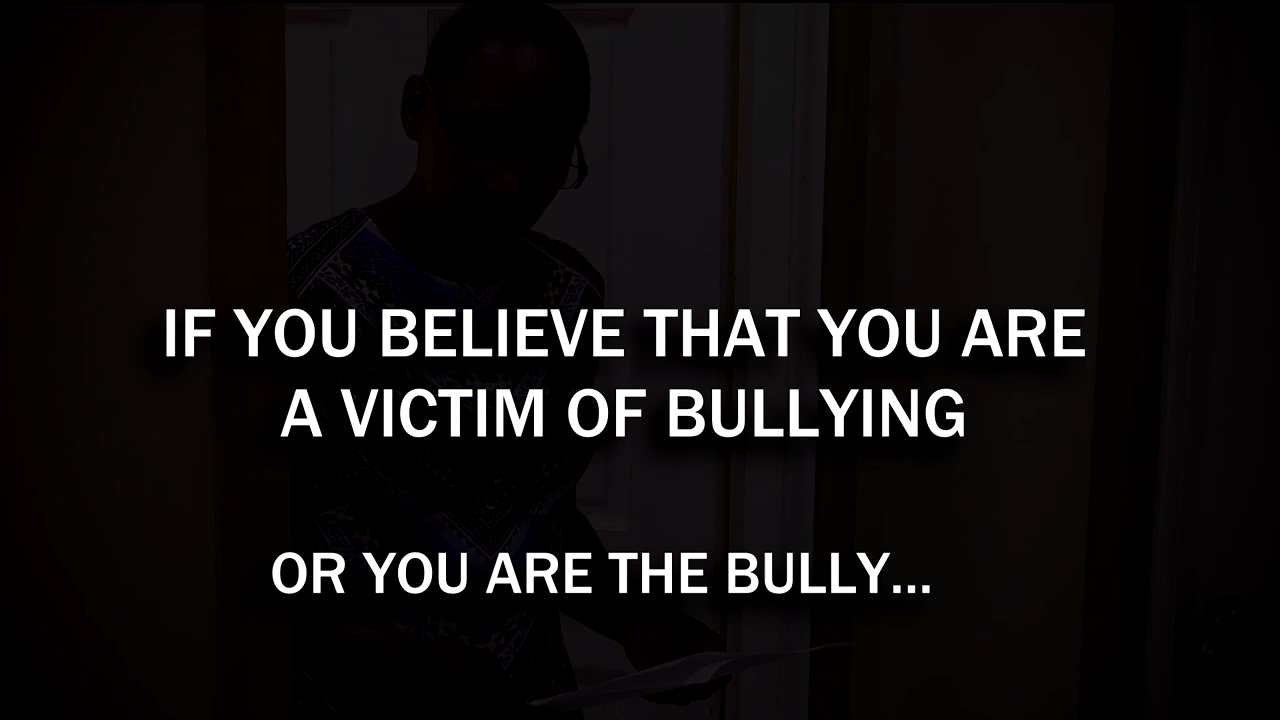 IF YOU BELIEVE THAT YOU ARE
A VICTIM OF BULLYING
OR YOU ARE THE BULLY...